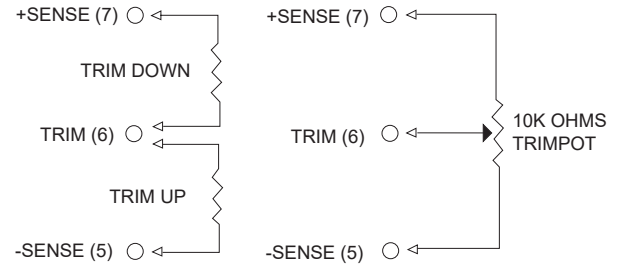 +SENSE (7)
TRIM DOWN
TRIM (6)
TRIM UP
-SENSE (5)
+SENSE (7)
TRIM (6)
10K OHMS
TRIMPOT
-SENSE (5)